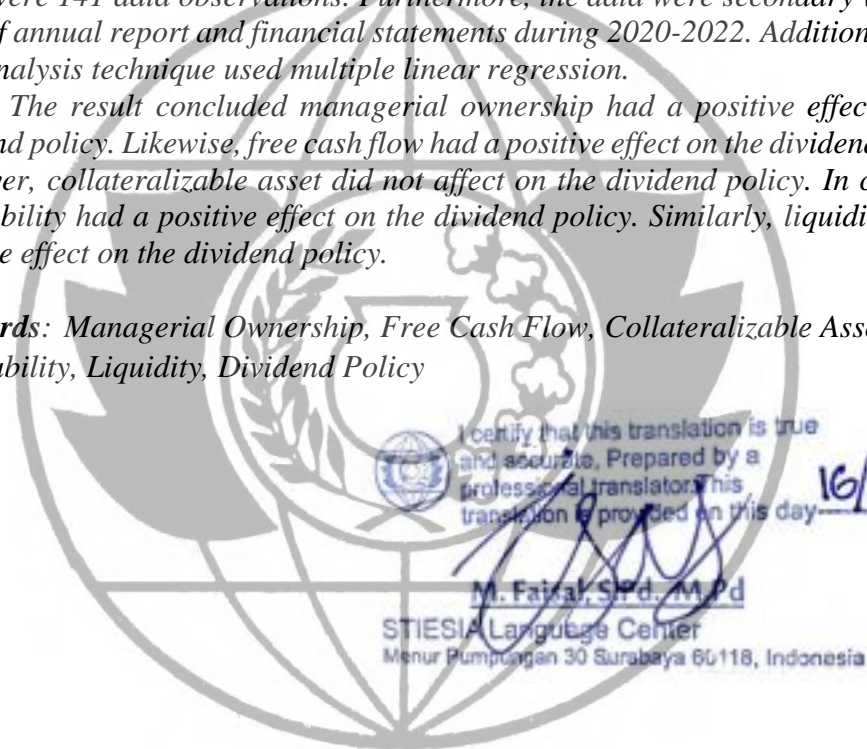 were 141 data observations. Furthermore, the data were secondary
of annual report and financial statements during 2020-2022. Addition
nalysis technique used multiple linear regression.
The result concluded managerial ownership had a positive effec
nd policy. Likewise, free cash flow had a positive effect on the dividend
er, collateralizable asset did not affect on the dividend policy. In
bility had a positive effect on the dividend policy. Similarly, liquidi
e effect on the dividend policy.
rds: Managerial Ownership, Free Cash Flow, Collateralizable Ass
ability, Liquidity, Dividend Policy
I certify that this translation is true
and accurate, Prepared by a
professional translator. This
translation is provided on this day 16/
M. Faisal, S.Pd., M.Pd
STIESIA Language Center
Menur Pumpungan 30 Surabaya 60118, Indonesia